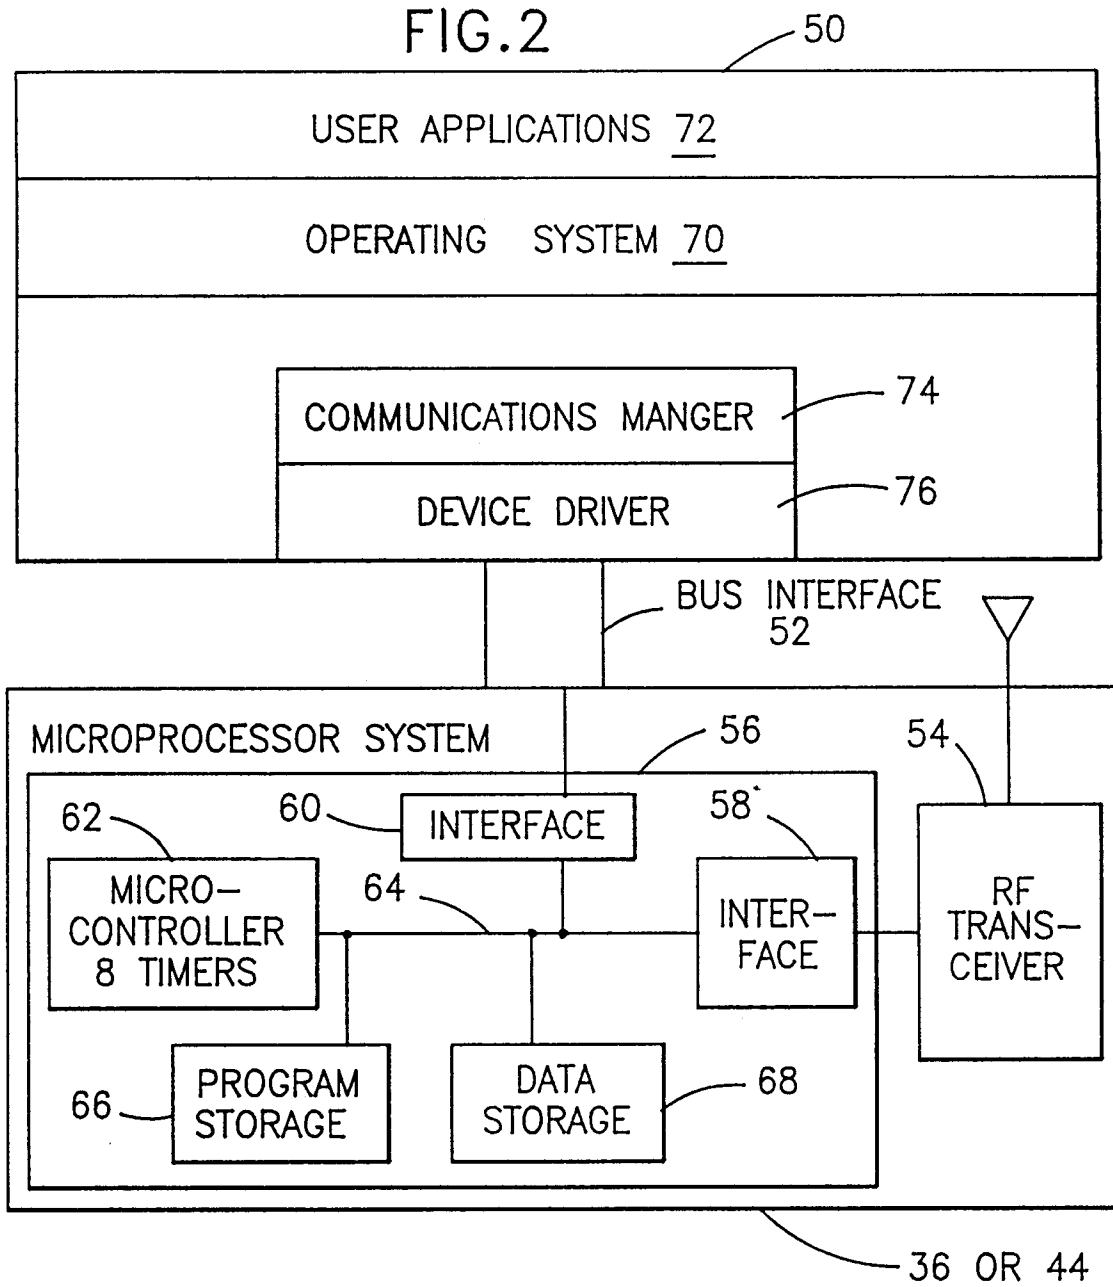 FIG.2
50
USER APPLICATIONS 72
OPERATING SYSTEM 70
COMMUNICATIONS MANGER
74
DEVICE DRIVER
76
BUS INTERFACE
52
MICROPROCESSOR SYSTEM
56
54
62
60
INTERFACE
58
MICRO-
CONTROLLER
8 TIMERS
64
INTER-
FACE
RF
TRANS-
CEIVER
66
PROGRAM
STORAGE
DATA
STORAGE
68
36 OR 44